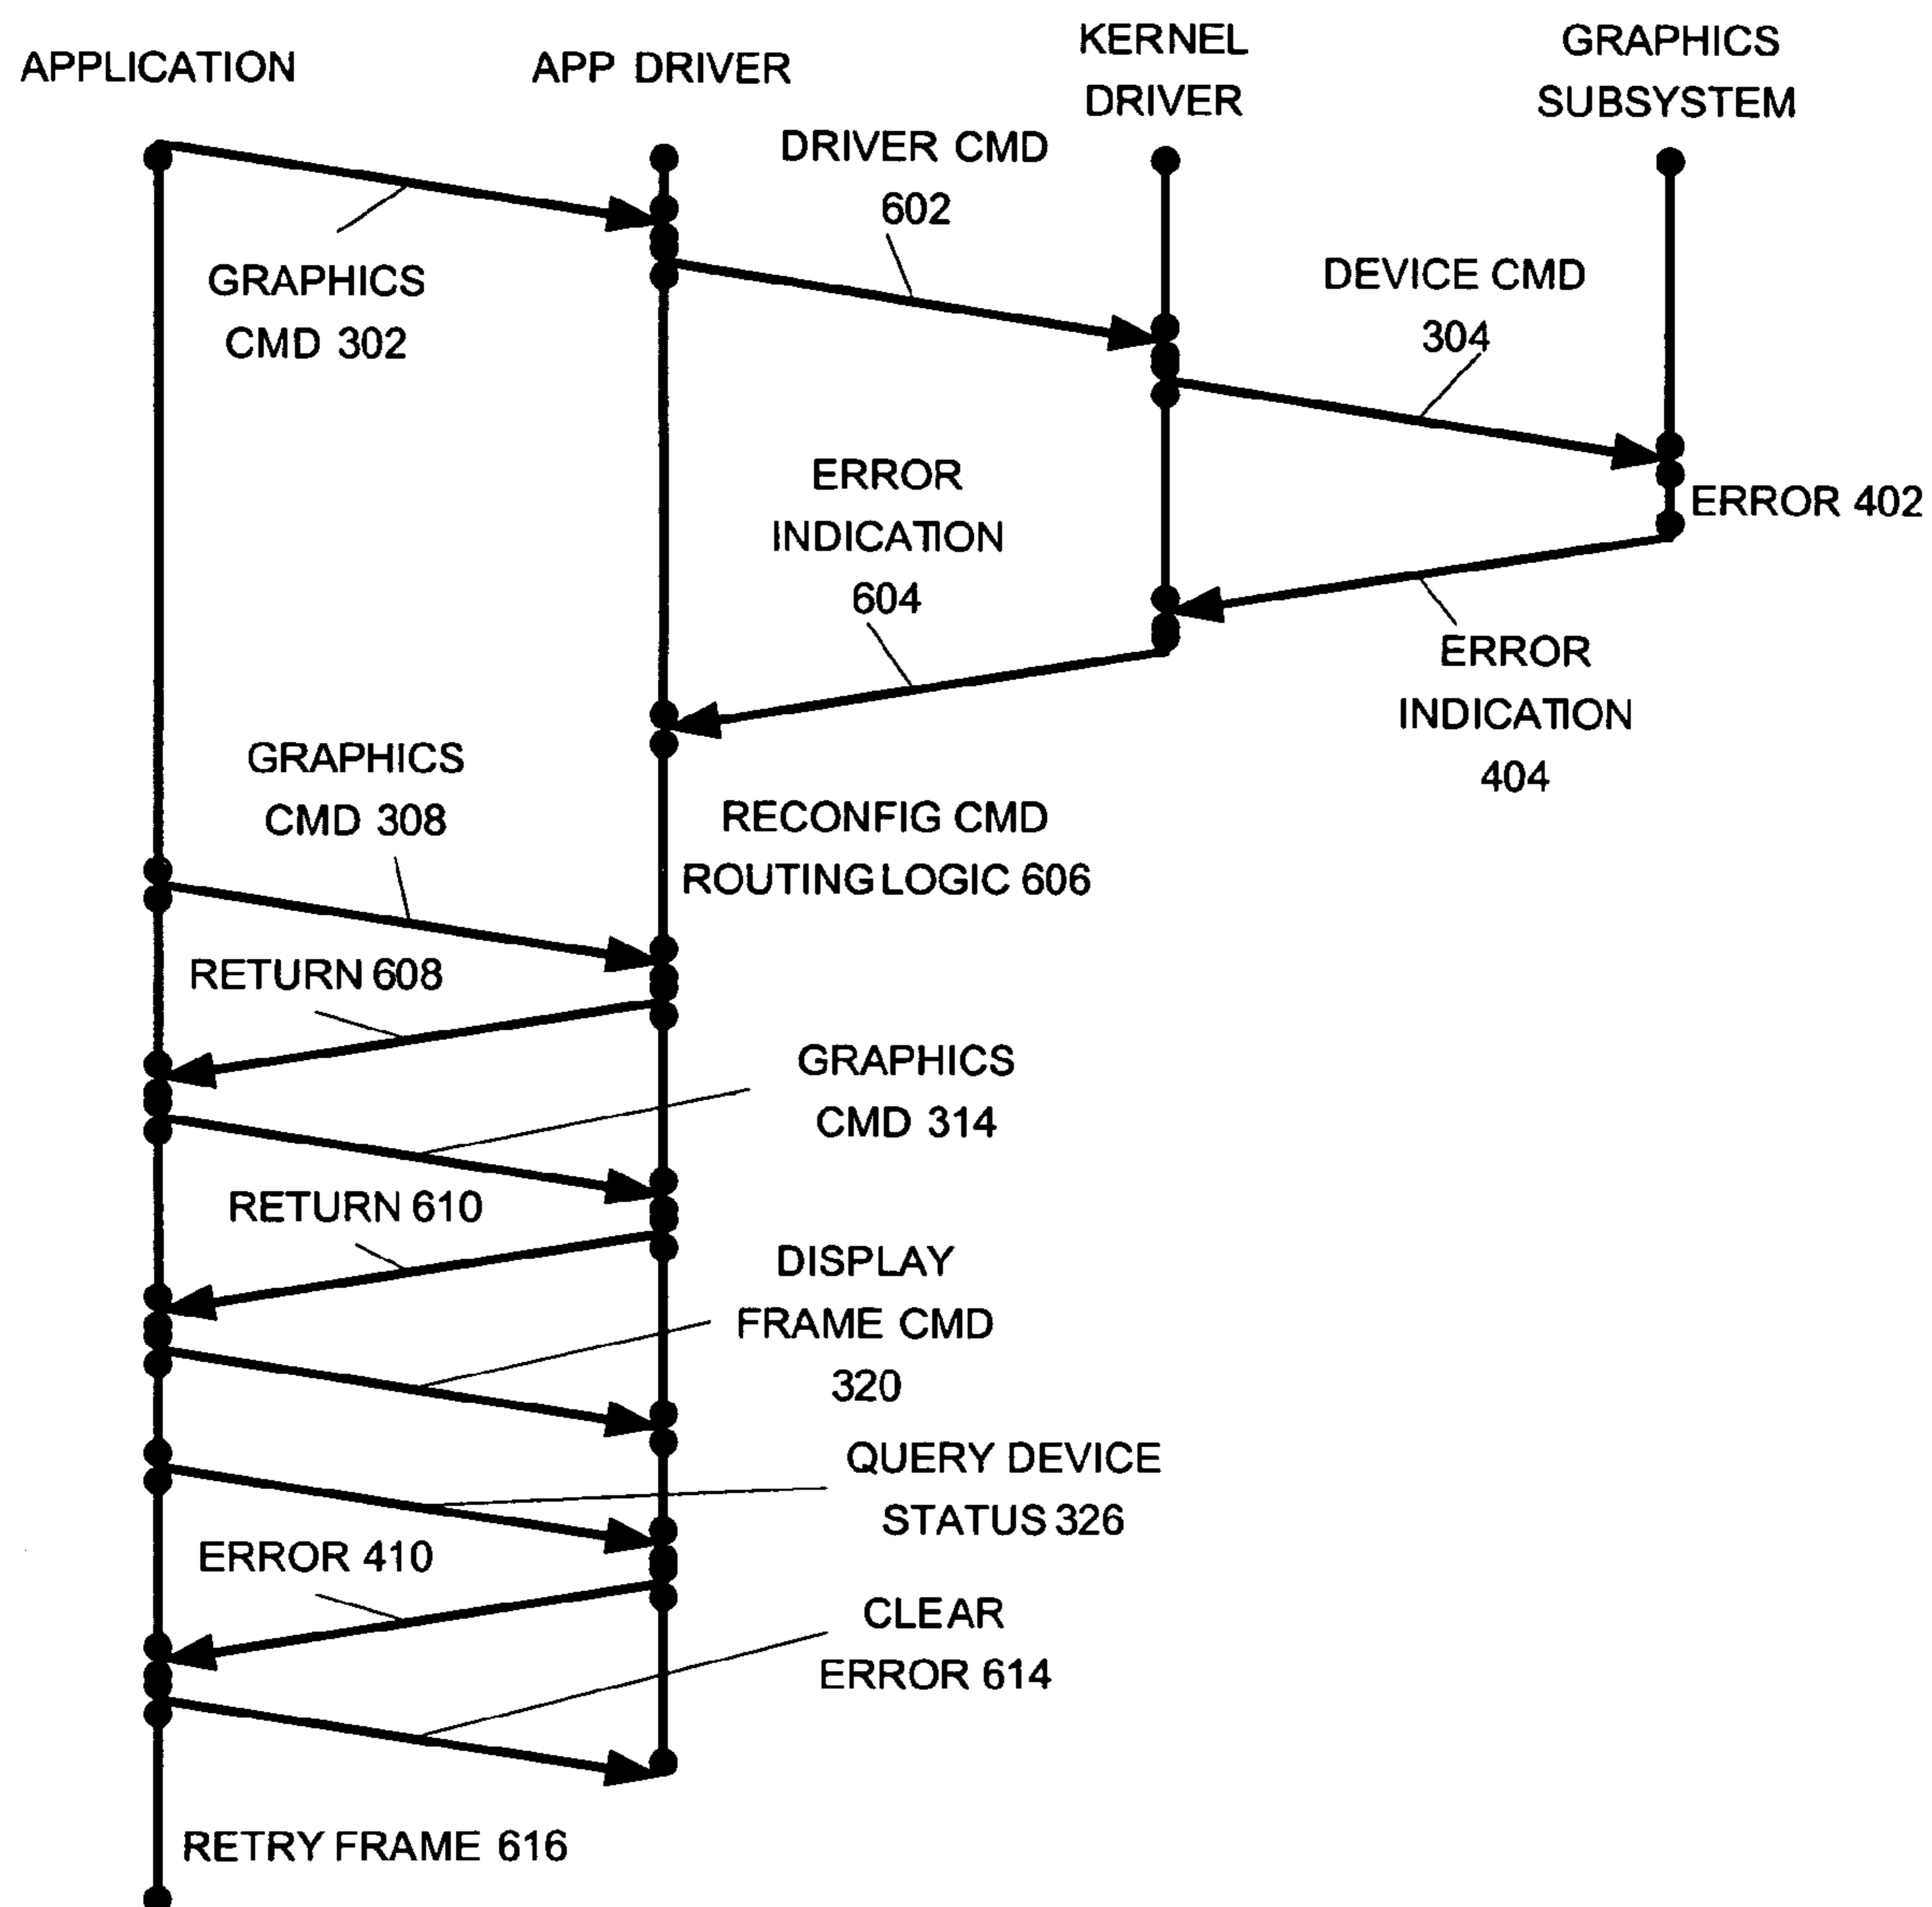 APPLICATION
APP DRIVER
KERNEL
DRIVER
GRAPHICS
SUBSYSTEM
DRIVER CMD
602
GRAPHICS
CMD 302
DEVICE CMD
304
ERROR
INDICATION
604
ERROR 402
ERROR
INDICATION
404
GRAPHICS
CMD 308
RECONFIG CMD
ROUTING LOGIC 606
RETURN 608
GRAPHICS
CMD 314
RETURN 610
DISPLAY
FRAME CMD
320
QUERY DEVICE
STATUS 326
ERROR 410
CLEAR
ERROR 614
RETRY FRAME 616